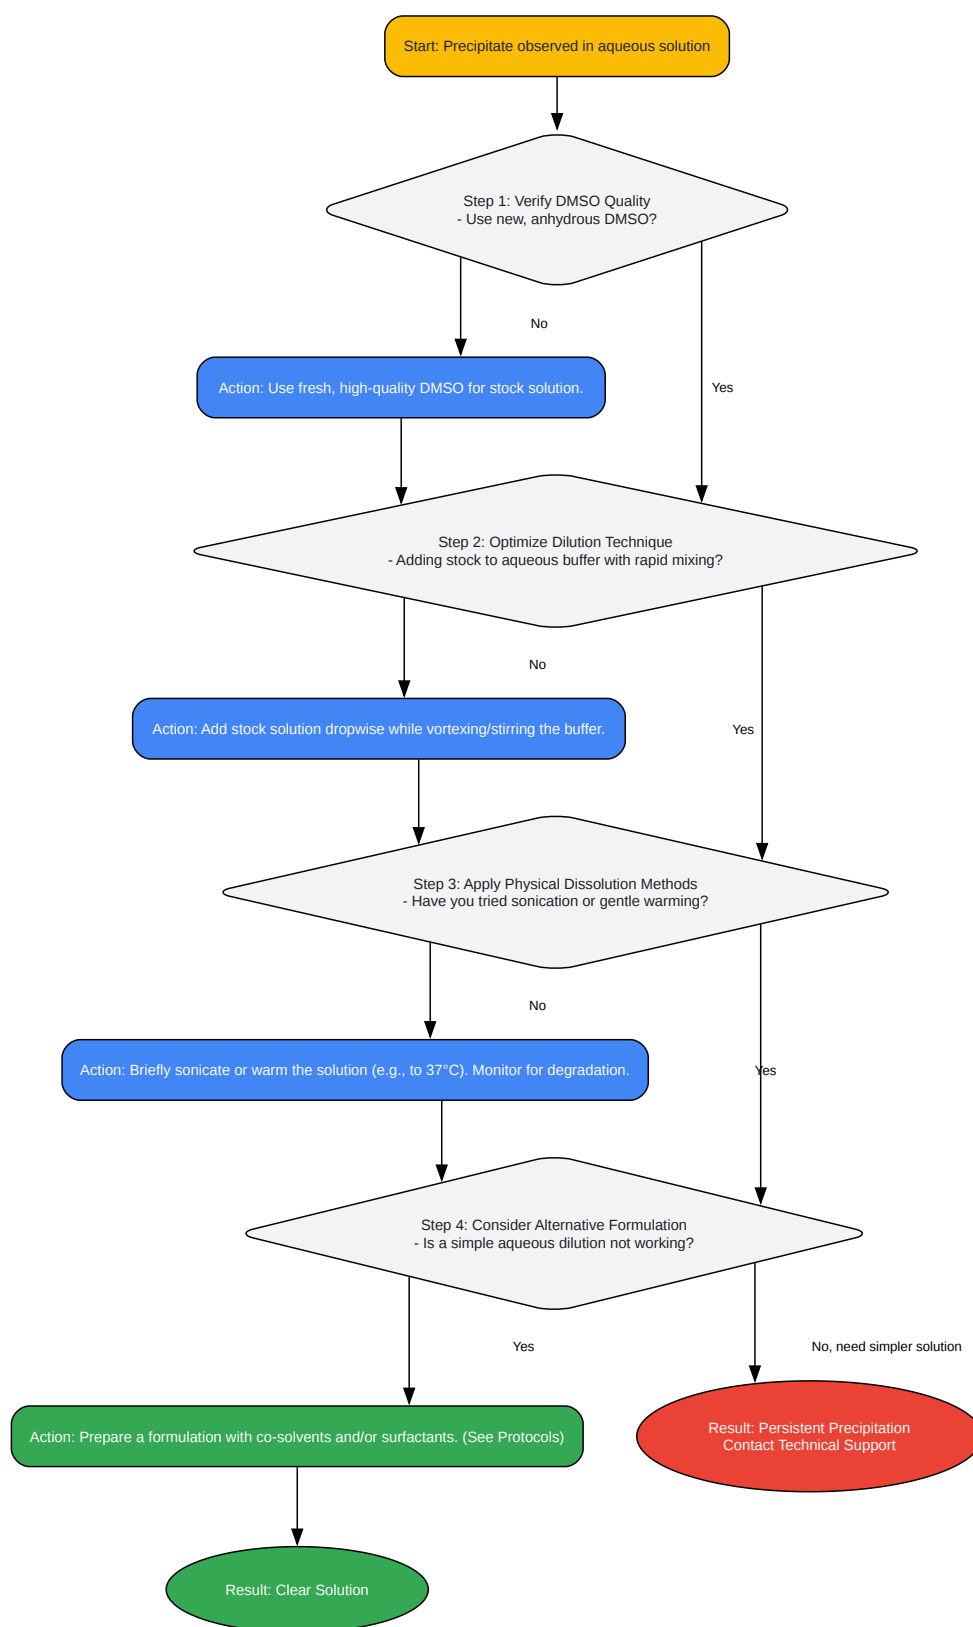 Start: Precipitate observed in aqueous solution
Step 1: Verify DMSO Quality
- Use new, anhydrous DMSO?
No
Action: Use fresh, high-quality DMSO for stock solution.
Yes
Step 2: Optimize Dilution Technique
- Adding stock to aqueous buffer with rapid mixing?
No
Action: Add stock solution dropwise while vortexing/stirring the buffer.
Yes
Step 3: Apply Physical Dissolution Methods
- Have you tried sonication or gentle warming?
No
Action: Briefly sonicate or warm the solution (e.g., to 37°C). Monitor for degradation.
Yes
Step 4: Consider Alternative Formulation
- Is a simple aqueous dilution not working?
Yes
No, need simpler solution
Action: Prepare a formulation with co-solvents and/or surfactants. (See Protocols)
Result: Persistent Precipitation
Contact Technical Support
Result: Clear Solution